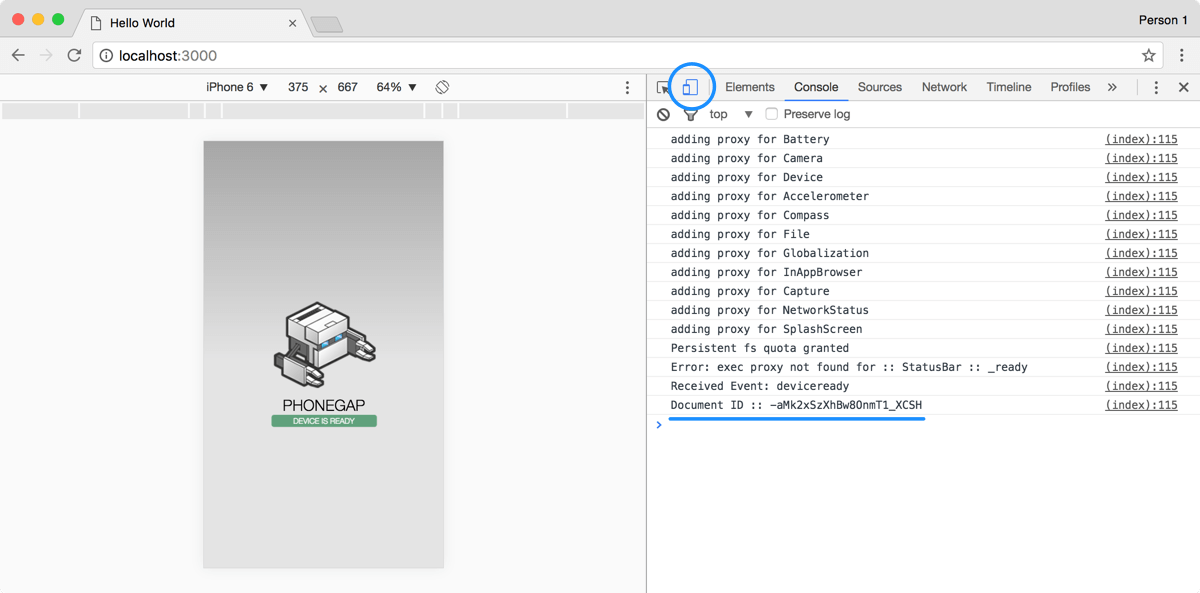 Hello World
Person 1
localhost:3000
iPhone 6 ▼ 375 × 667 64% ▼
Elements Console Sources Network Timeline Profiles »
top ▼ Preserve log
adding proxy for Battery (index):115
adding proxy for Camera (index):115
adding proxy for Device (index):115
adding proxy for Accelerometer (index):115
adding proxy for Compass (index):115
adding proxy for File (index):115
adding proxy for Globalization (index):115
adding proxy for InAppBrowser (index):115
adding proxy for Capture (index):115
adding proxy for NetworkStatus (index):115
adding proxy for SplashScreen (index):115
Persistent fs quota granted (index):115
Error: exec proxy not found for :: StatusBar :: _ready (index):115
Received Event: deviceready (index):115
Document ID :: -aMk2xSzXhBw8OnmT1_XCSH (index):115
PHONEGAP
DEVICE IS READY